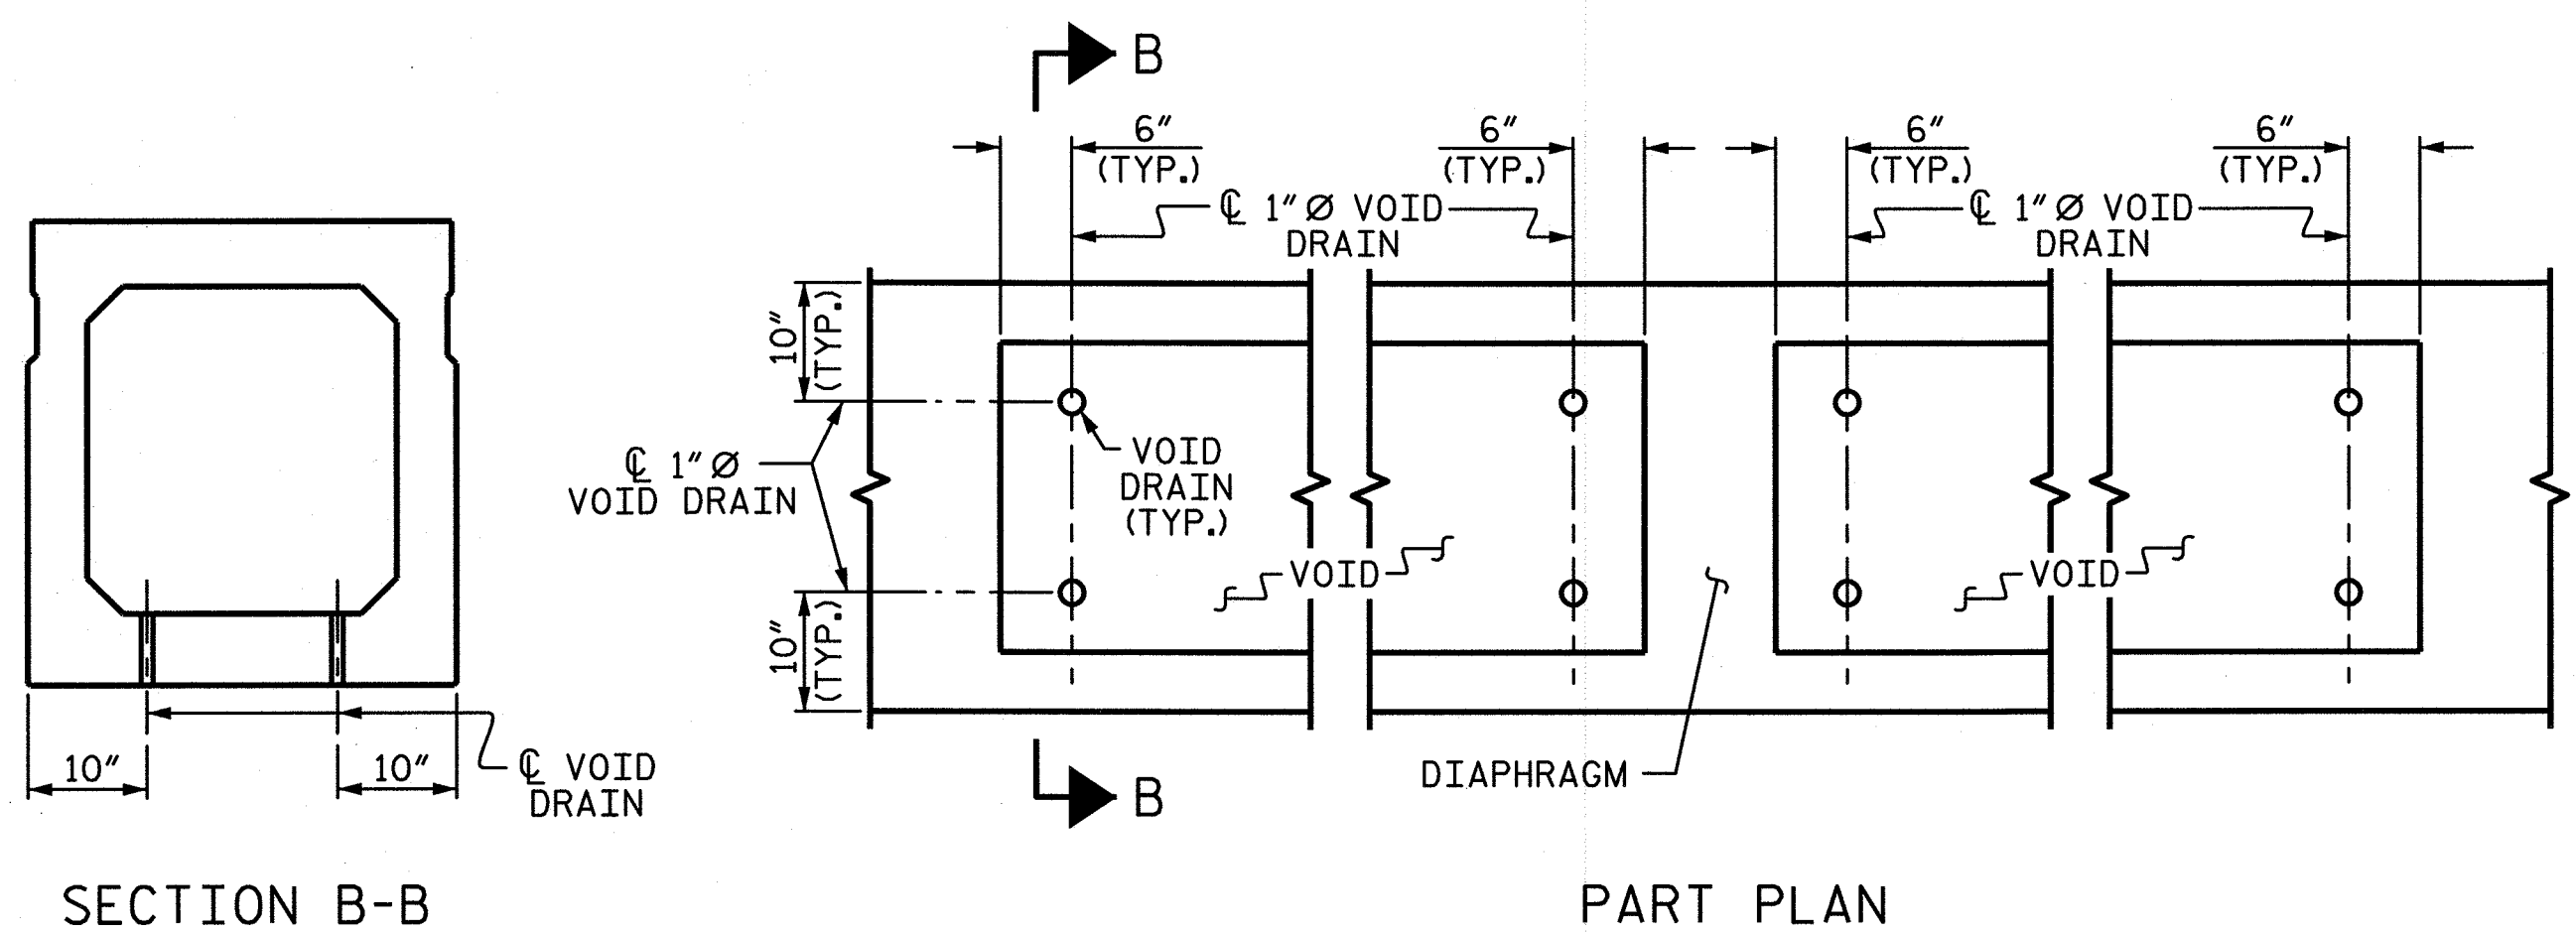 B
6" 6" 6" 6"
(TYP.) (TYP.) (TYP.) (TYP.)
℄ 1"Ø VOID
DRAIN
℄ 1"Ø VOID
DRAIN
10"
(TYP.)
℄ 1"Ø
VOID DRAIN
VOID
DRAIN
(TYP.)
VOID
VOID
10"
(TYP.)
10" 10"
℄ VOID
DRAIN
DIAPHRAGM
B
SECTION B-B
PART PLAN